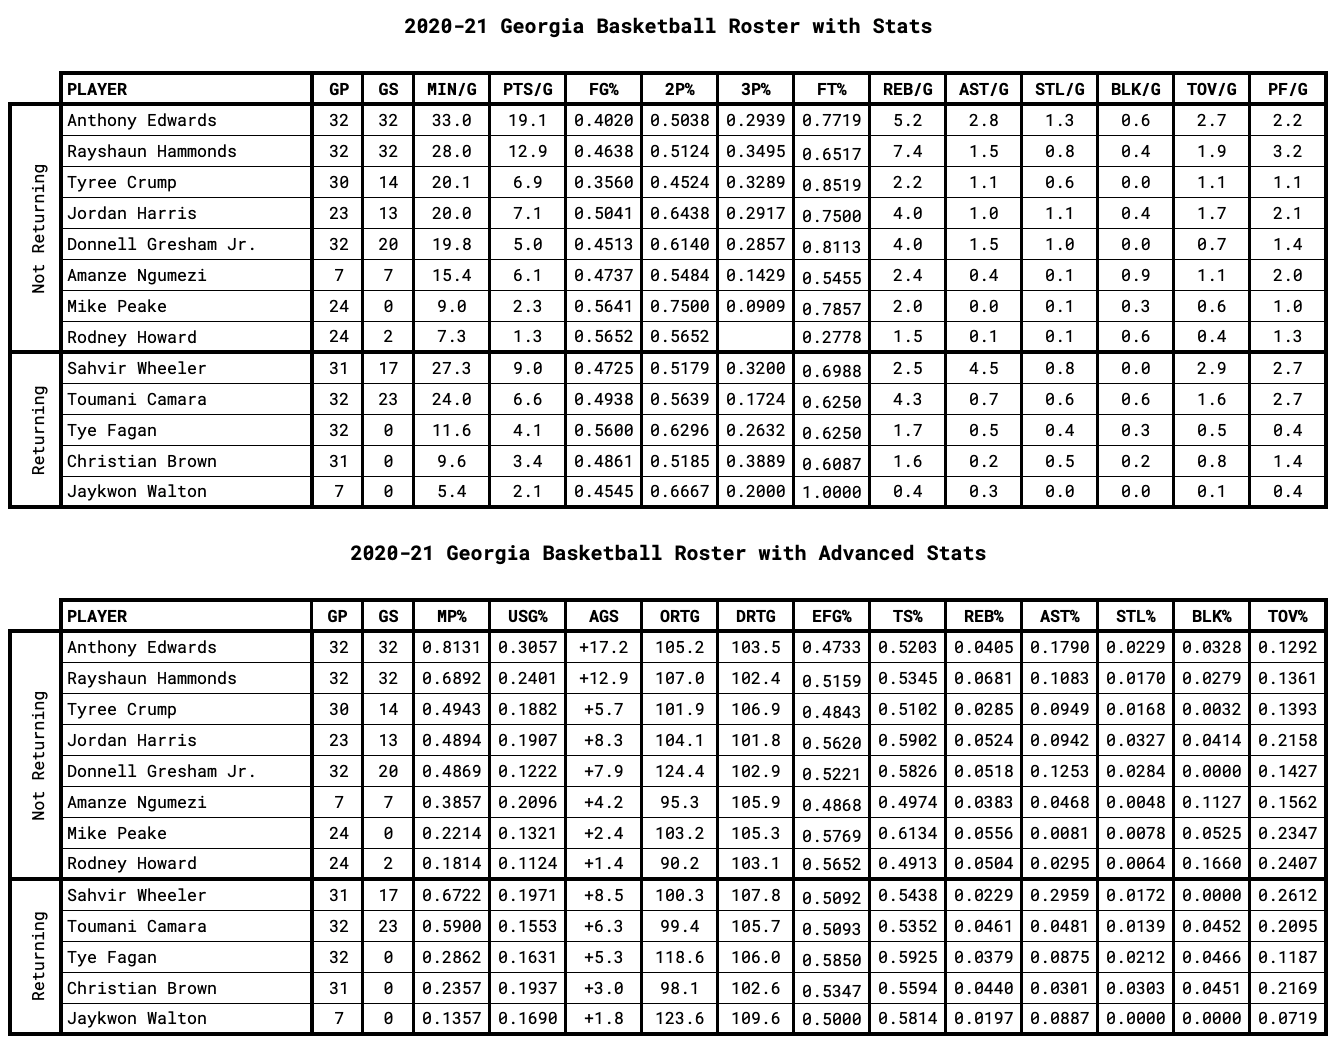 2020-21 Georgia Basketball Roster with Stats
PLAYER GP GS MIN/G PTS/G FG% 2P% 3P% FT% REB/G AST/G STL/G BLK/G TOV/G PF/G
Not Returning
Anthony Edwards 32 32 33.0 19.1 0.4020 0.5038 0.2939 0.7719 5.2 2.8 1.3 0.6 2.7 2.2
Rayshaun Hammonds 32 32 28.0 12.9 0.4638 0.5124 0.3495 0.6517 7.4 1.5 0.8 0.4 1.9 3.2
Tyree Crump 30 14 20.1 6.9 0.3560 0.4524 0.3289 0.8519 2.2 1.1 0.6 0.0 1.1 1.1
Jordan Harris 23 13 20.0 7.1 0.5041 0.6438 0.2917 0.7500 4.0 1.0 1.1 0.4 1.7 2.1
Donnell Gresham Jr. 32 20 19.8 5.0 0.4513 0.6140 0.2857 0.8113 4.0 1.5 1.0 0.0 0.7 1.4
Amanze Ngumezi 7 7 15.4 6.1 0.4737 0.5484 0.1429 0.5455 2.4 0.4 0.1 0.9 1.1 2.0
Mike Peake 24 0 9.0 2.3 0.5641 0.7500 0.0909 0.7857 2.0 0.0 0.1 0.3 0.6 1.0
Rodney Howard 24 2 7.3 1.3 0.5652 0.5652 0.2778 1.5 0.1 0.1 0.6 0.4 1.3
Returning
Sahvir Wheeler 31 17 27.3 9.0 0.4725 0.5179 0.3200 0.6988 2.5 4.5 0.8 0.0 2.9 2.7
Toumani Camara 32 23 24.0 6.6 0.4938 0.5639 0.1724 0.6250 4.3 0.7 0.6 0.6 1.6 2.7
Tye Fagan 32 0 11.6 4.1 0.5600 0.6296 0.2632 0.6250 1.7 0.5 0.4 0.3 0.5 0.4
Christian Brown 31 0 9.6 3.4 0.4861 0.5185 0.3889 0.6087 1.6 0.2 0.5 0.2 0.8 1.4
Jaykwon Walton 7 0 5.4 2.1 0.4545 0.6667 0.2000 1.0000 0.4 0.3 0.0 0.0 0.1 0.4
2020-21 Georgia Basketball Roster with Advanced Stats
PLAYER GP GS MP% USG% AGS ORTG DRTG EFG% TS% REB% AST% STL% BLK% TOV%
Not Returning
Anthony Edwards 32 32 0.8131 0.3057 +17.2 105.2 103.5 0.4733 0.5203 0.0405 0.1790 0.0229 0.0328 0.1292
Rayshaun Hammonds 32 32 0.6892 0.2401 +12.9 107.0 102.4 0.5159 0.5345 0.0681 0.1083 0.0170 0.0279 0.1361
Tyree Crump 30 14 0.4943 0.1882 +5.7 101.9 106.9 0.4843 0.5102 0.0285 0.0949 0.0168 0.0032 0.1393
Jordan Harris 23 13 0.4894 0.1907 +8.3 104.1 101.8 0.5620 0.5902 0.0524 0.0942 0.0327 0.0414 0.2158
Donnell Gresham Jr. 32 20 0.4869 0.1222 +7.9 124.4 102.9 0.5221 0.5826 0.0518 0.1253 0.0284 0.0000 0.1427
Amanze Ngumezi 7 7 0.3857 0.2096 +4.2 95.3 105.9 0.4868 0.4974 0.0383 0.0468 0.0048 0.1127 0.1562
Mike Peake 24 0 0.2214 0.1321 +2.4 103.2 105.3 0.5769 0.6134 0.0556 0.0081 0.0078 0.0525 0.2347
Rodney Howard 24 2 0.1814 0.1124 +1.4 90.2 103.1 0.5652 0.4913 0.0504 0.0295 0.0064 0.1660 0.2407
Returning
Sahvir Wheeler 31 17 0.6722 0.1971 +8.5 100.3 107.8 0.5092 0.5438 0.0229 0.2959 0.0172 0.0000 0.2612
Toumani Camara 32 23 0.5900 0.1553 +6.3 99.4 105.7 0.5093 0.5352 0.0461 0.0481 0.0139 0.0452 0.2095
Tye Fagan 32 0 0.2862 0.1631 +5.3 118.6 106.0 0.5850 0.5925 0.0379 0.0875 0.0212 0.0466 0.1187
Christian Brown 31 0 0.2357 0.1937 +3.0 98.1 102.6 0.5347 0.5594 0.0440 0.0301 0.0303 0.0451 0.2169
Jaykwon Walton 7 0 0.1357 0.1690 +1.8 123.6 109.6 0.5000 0.5814 0.0197 0.0887 0.0000 0.0000 0.0719